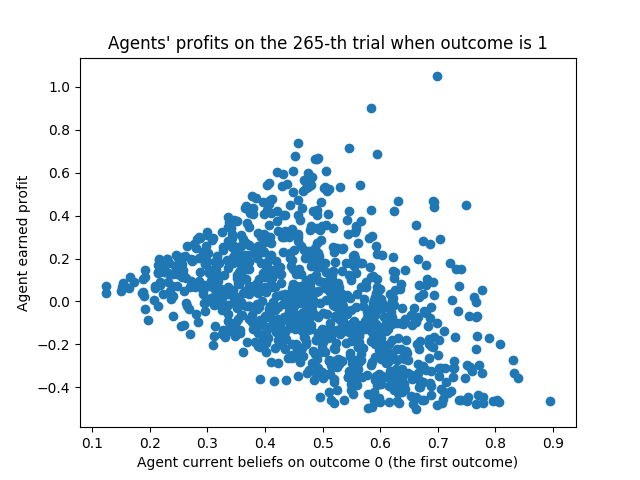 Agents' profits on the 265-th trial when outcome is 1
1.0
0.8
0.6
0.4
0.2
0.0
−0.2
−0.4
Agent earned profit
0.1 0.2 0.3 0.4 0.5 0.6 0.7 0.8 0.9
Agent current beliefs on outcome 0 (the first outcome)